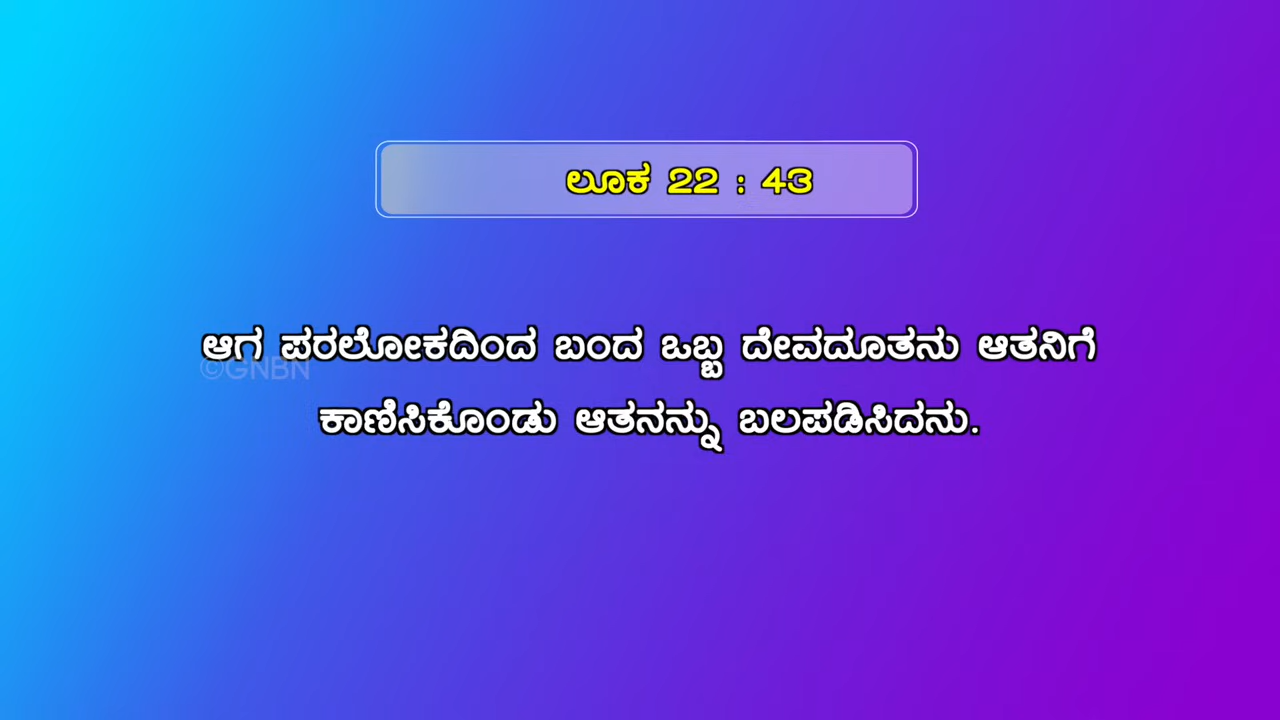 ಲೂಕ 22 : 43
ಆಗ ಪರಲೋಕದಿಂದ ಬಂದ ಒಬ್ಬ ದೇವದೂತನು ಆತನಿಗೆ
©GNBN
ಕಾಣಿಸಿಕೊಂಡು ಆತನನ್ನು ಬಲಪಡಿಸಿದನು.